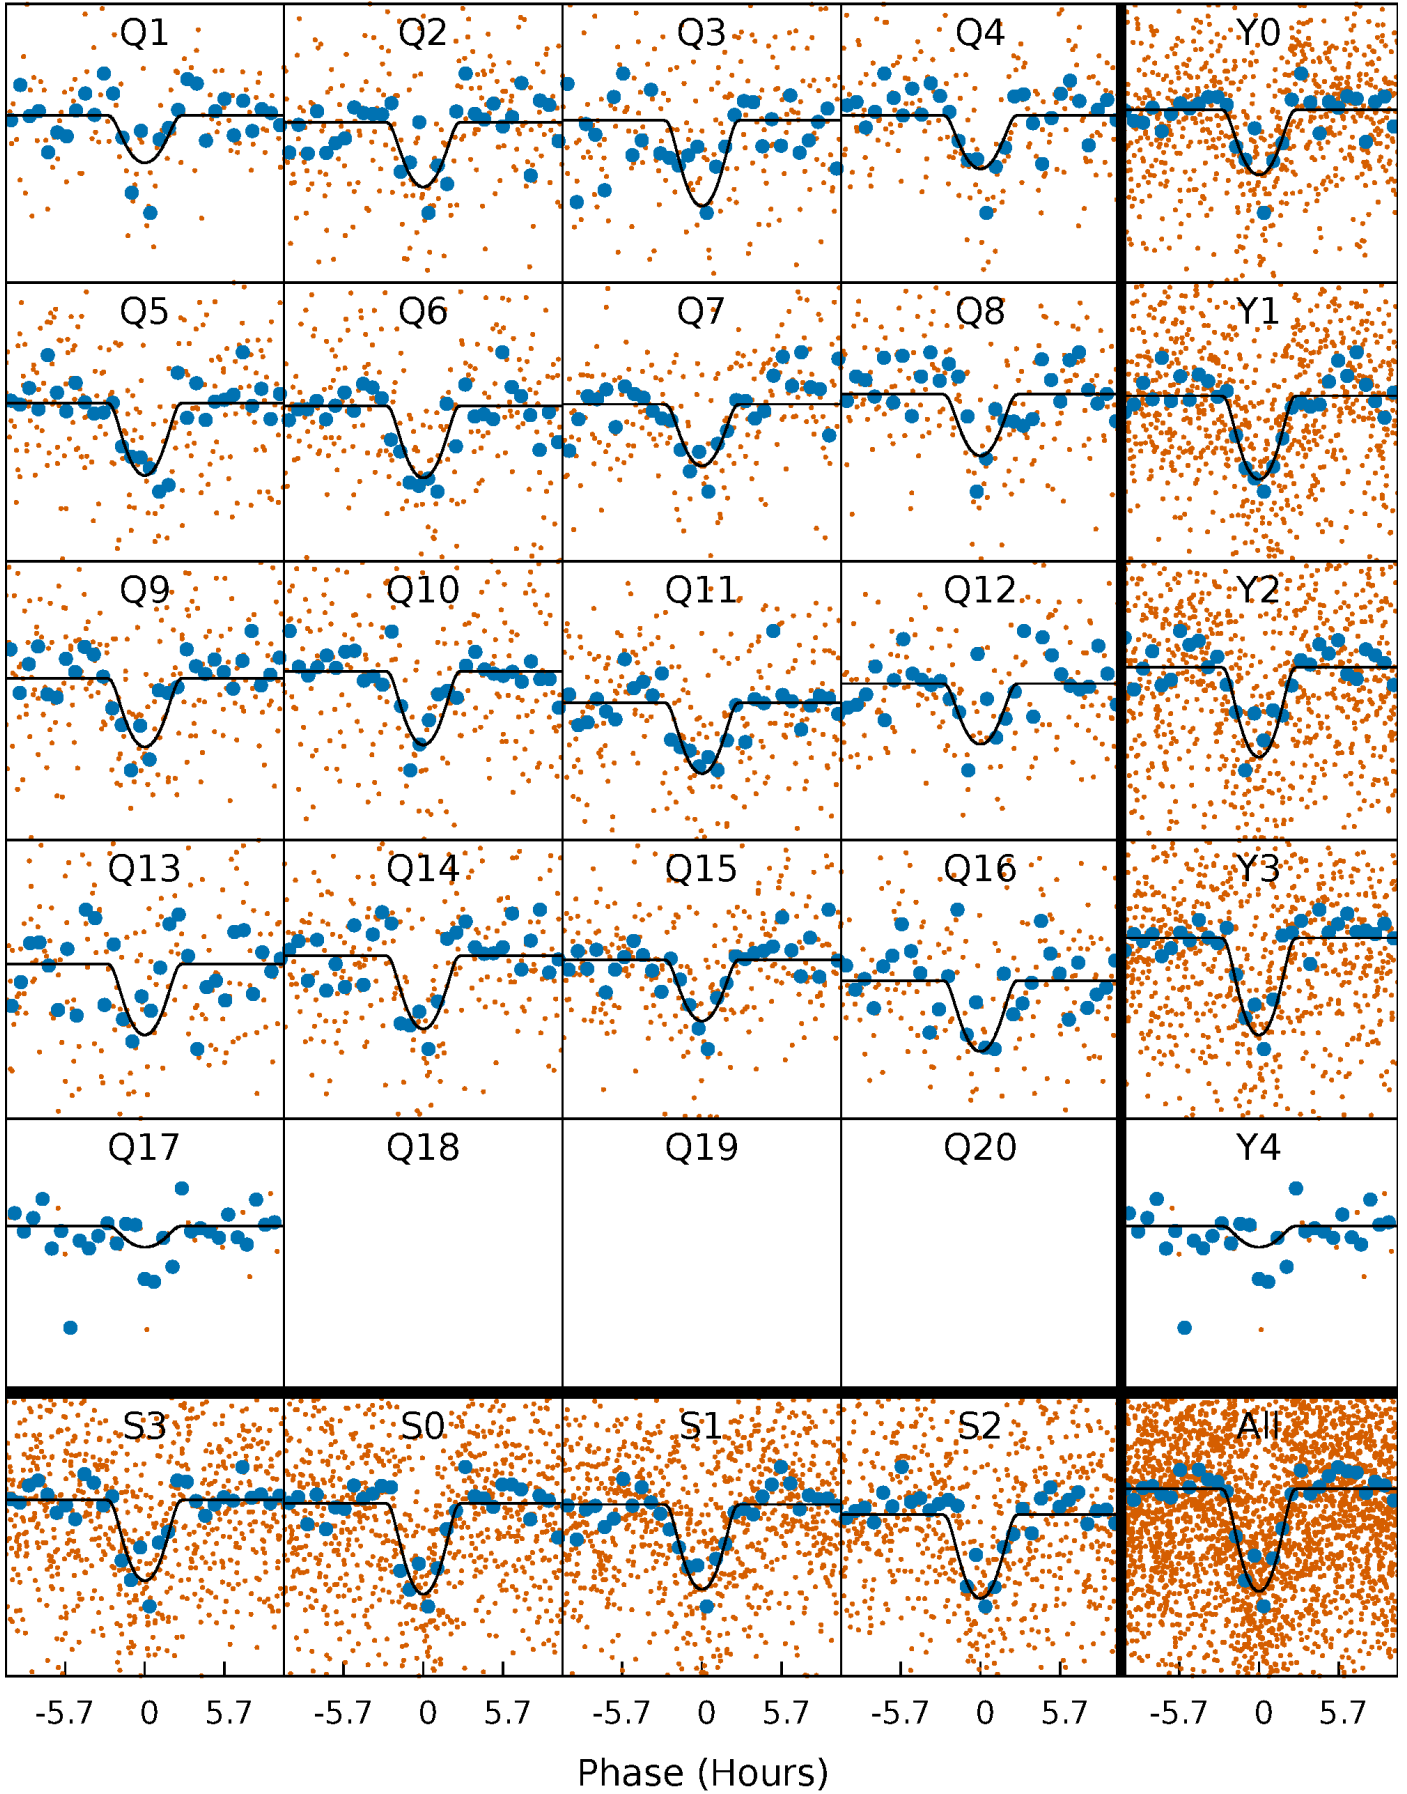 Q1 Q2 Q3 Q4 Y0
Q5 Q6 Q7 Q8 Y1
Q9 Q10 Q11 Q12 Y2
Q13 Q14 Q15 Q16 Y3
Q17 Q18 Q19 Q20 Y4
S3 S0 S1 S2 All
-5.7 0 5.7 -5.7 0 5.7 -5.7 0 5.7 -5.7 0 5.7 -5.7 0 5.7
Phase (Hours)